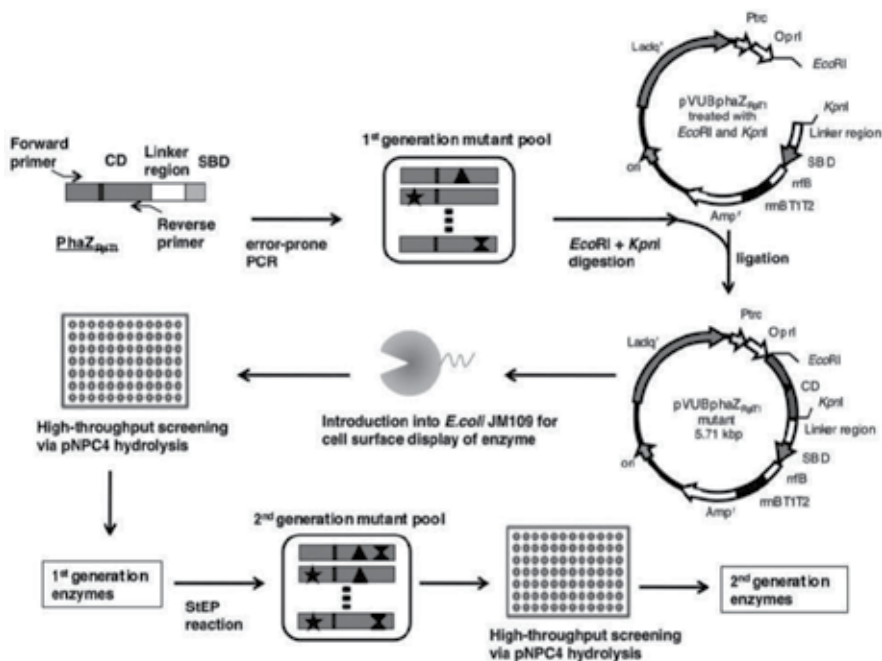 Ptrc
OprI
EcoRI
LacIqʳ
pVUBphaZRpiT1
treated with
EcoRI and KpnI
KpnI
Linker region
SBD
rrfB
rrnBT1T2
Ampʳ
ori
Forward
primer
CD
Linker
region
SBD
Reverse
primer
PhaZRpiT1
error-prone
PCR
1st generation mutant pool
EcoRI + KpnI
digestion
ligation
High-throughput screening
via pNPC4 hydrolysis
Introduction into E.coli JM109 for
cell surface display of enzyme
Ptrc
OprI
EcoRI
CD
KpnI
Linker region
SBD
rrfB
rrnBT1T2
Ampʳ
ori
pVUBphaZRpiT1
mutant
5.71 kbp
1st generation
enzymes
StEP
reaction
2nd generation mutant pool
High-throughput screening
via pNPC4 hydrolysis
2nd generation
enzymes